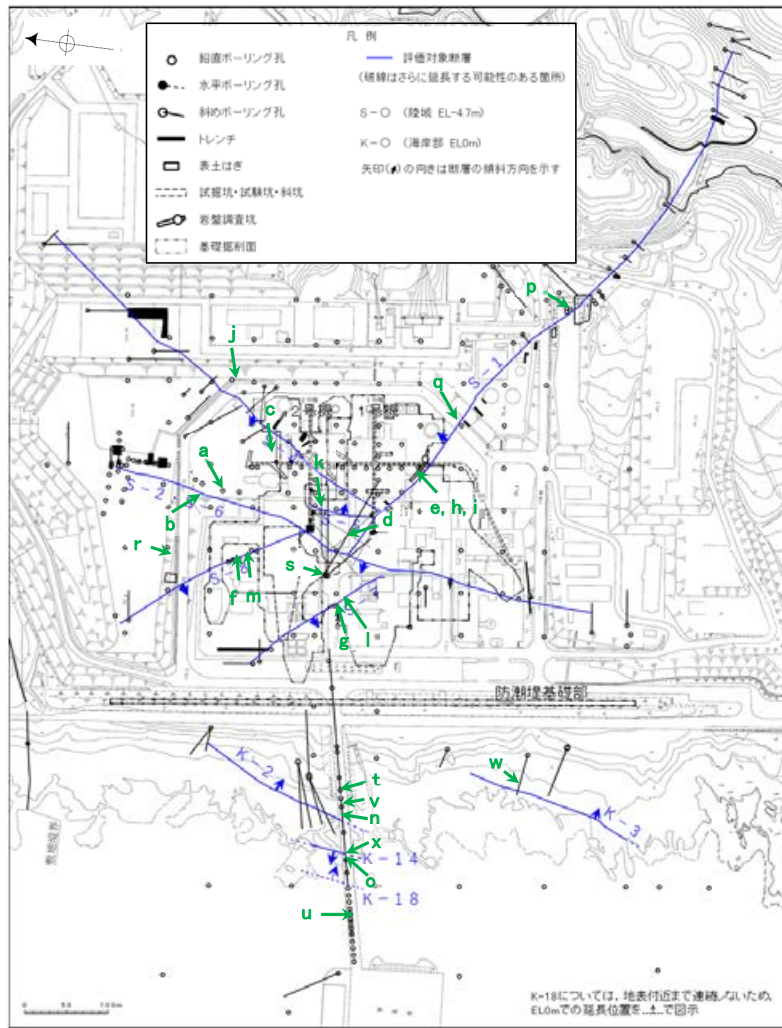 凡 例
鉛直ボーリング孔
水平ボーリング孔
斜めボーリング孔
トレンチ
表土はぎ
試掘坑・試験坑・斜坑
岩盤調査坑
基礎掘削面
評価対象断層
(破線はさらに延長する可能性のある箇所)
S-○ (陸域 EL-4.7m)
K-○ (海岸部 EL0m)
矢印( )の向きは断層の傾斜方向を示す
p
S-1
j
q
c
2号機
1号機
a
k
S-2・S-6
b
d
e, h, i
r
s
S-8
f
m
g
l
防潮堤基礎部
K-2
w
t
v
n
K-3
x
K-14
o
K-18
u
0 50 100m
K-18については,地表付近まで連続しないため,
EL0mでの延長位置を で図示